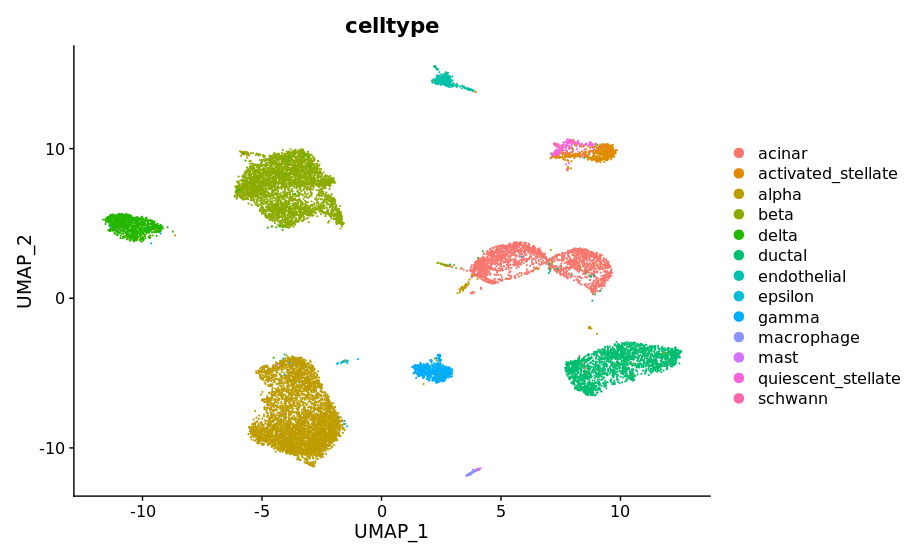 celltype
10
0
-10
UMAP_2
-10
-5
0
5
10
UMAP_1
acinar
activated_stellate
alpha
beta
delta
ductal
endothelial
epsilon
gamma
macrophage
mast
quiescent_stellate
schwann